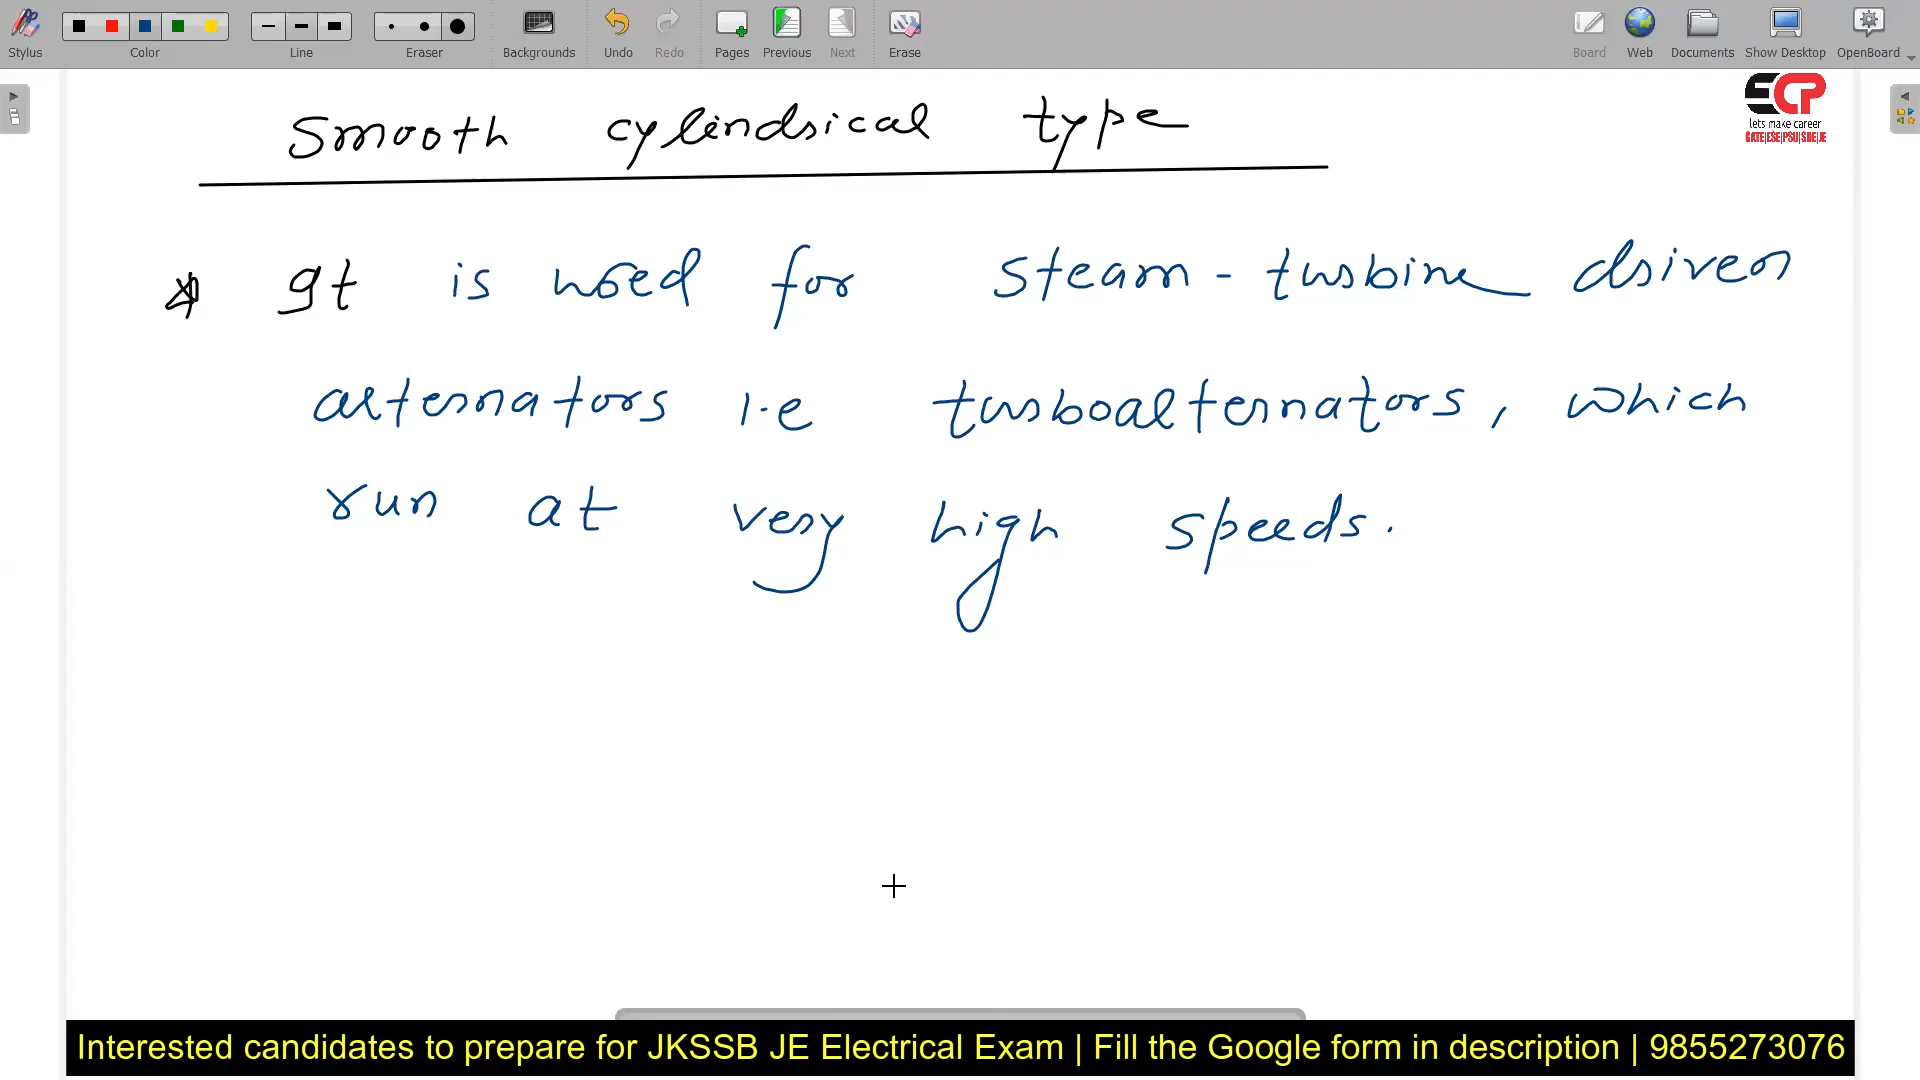 Stylus Color Line Eraser Backgrounds Undo Redo Pages Previous Next Erase Board Web Documents Show Desktop OpenBoard
ECP
lets make career
GATE|ESE|PSU|SDE|JE
Smooth cylindrical type
It is used for steam-turbine driven
alternators i.e turboalternators, which
run at very high speeds.
Interested candidates to prepare for JKSSB JE Electrical Exam | Fill the Google form in description | 9855273076